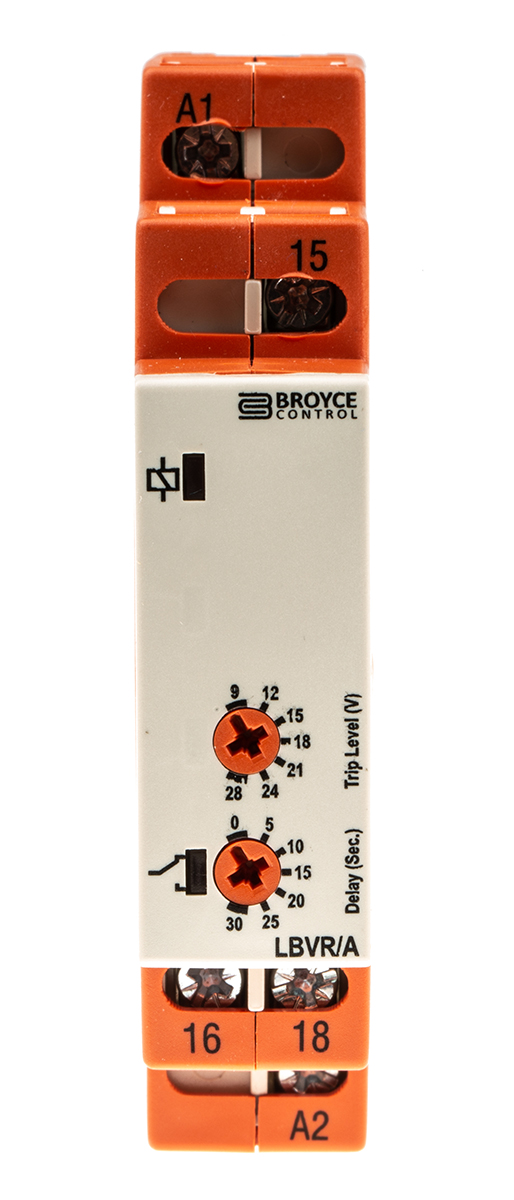 A1
15
BROYCE
CONTROL
9 12
15
18
21
28 24
Trip Level (V)
0 5
10
15
20
30 25
Delay (Sec.)
LBVR/A
16 18
A2